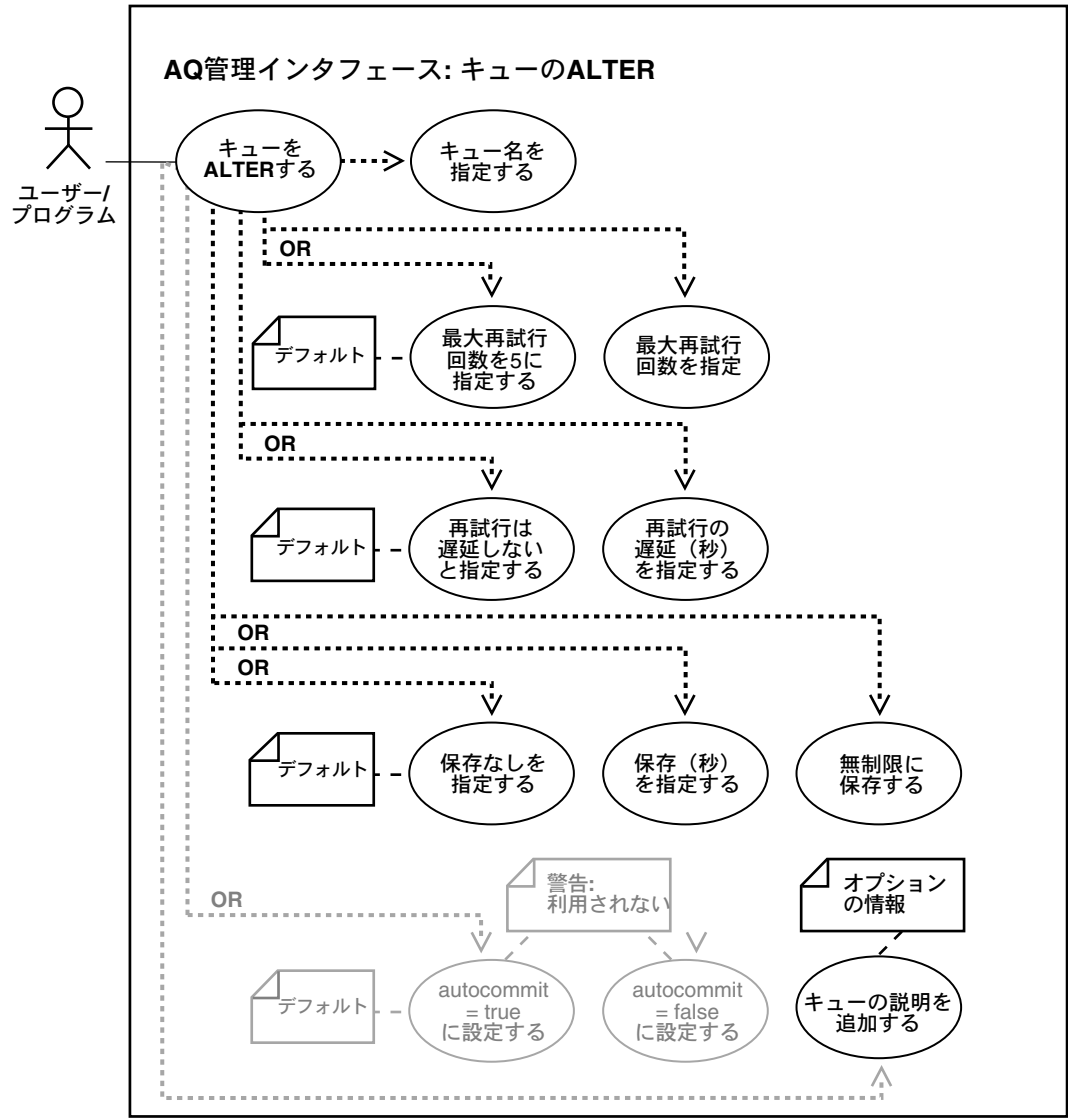 AQ管理インタフェース: キューのALTER
ユーザー/
プログラム
キューを
ALTERする
キュー名を
指定する
OR
デフォルト
最大再試行
回数を5に
指定する
最大再試行
回数を指定
OR
デフォルト
再試行は
遅延しない
と指定する
再試行の
遅延（秒）
を指定する
OR
OR
デフォルト
保存なしを
指定する
保存（秒）
を指定する
無制限に
保存する
OR
警告:
利用されない
オプション
の情報
デフォルト
autocommit
= true
に設定する
autocommit
= false
に設定する
キューの説明を
追加する